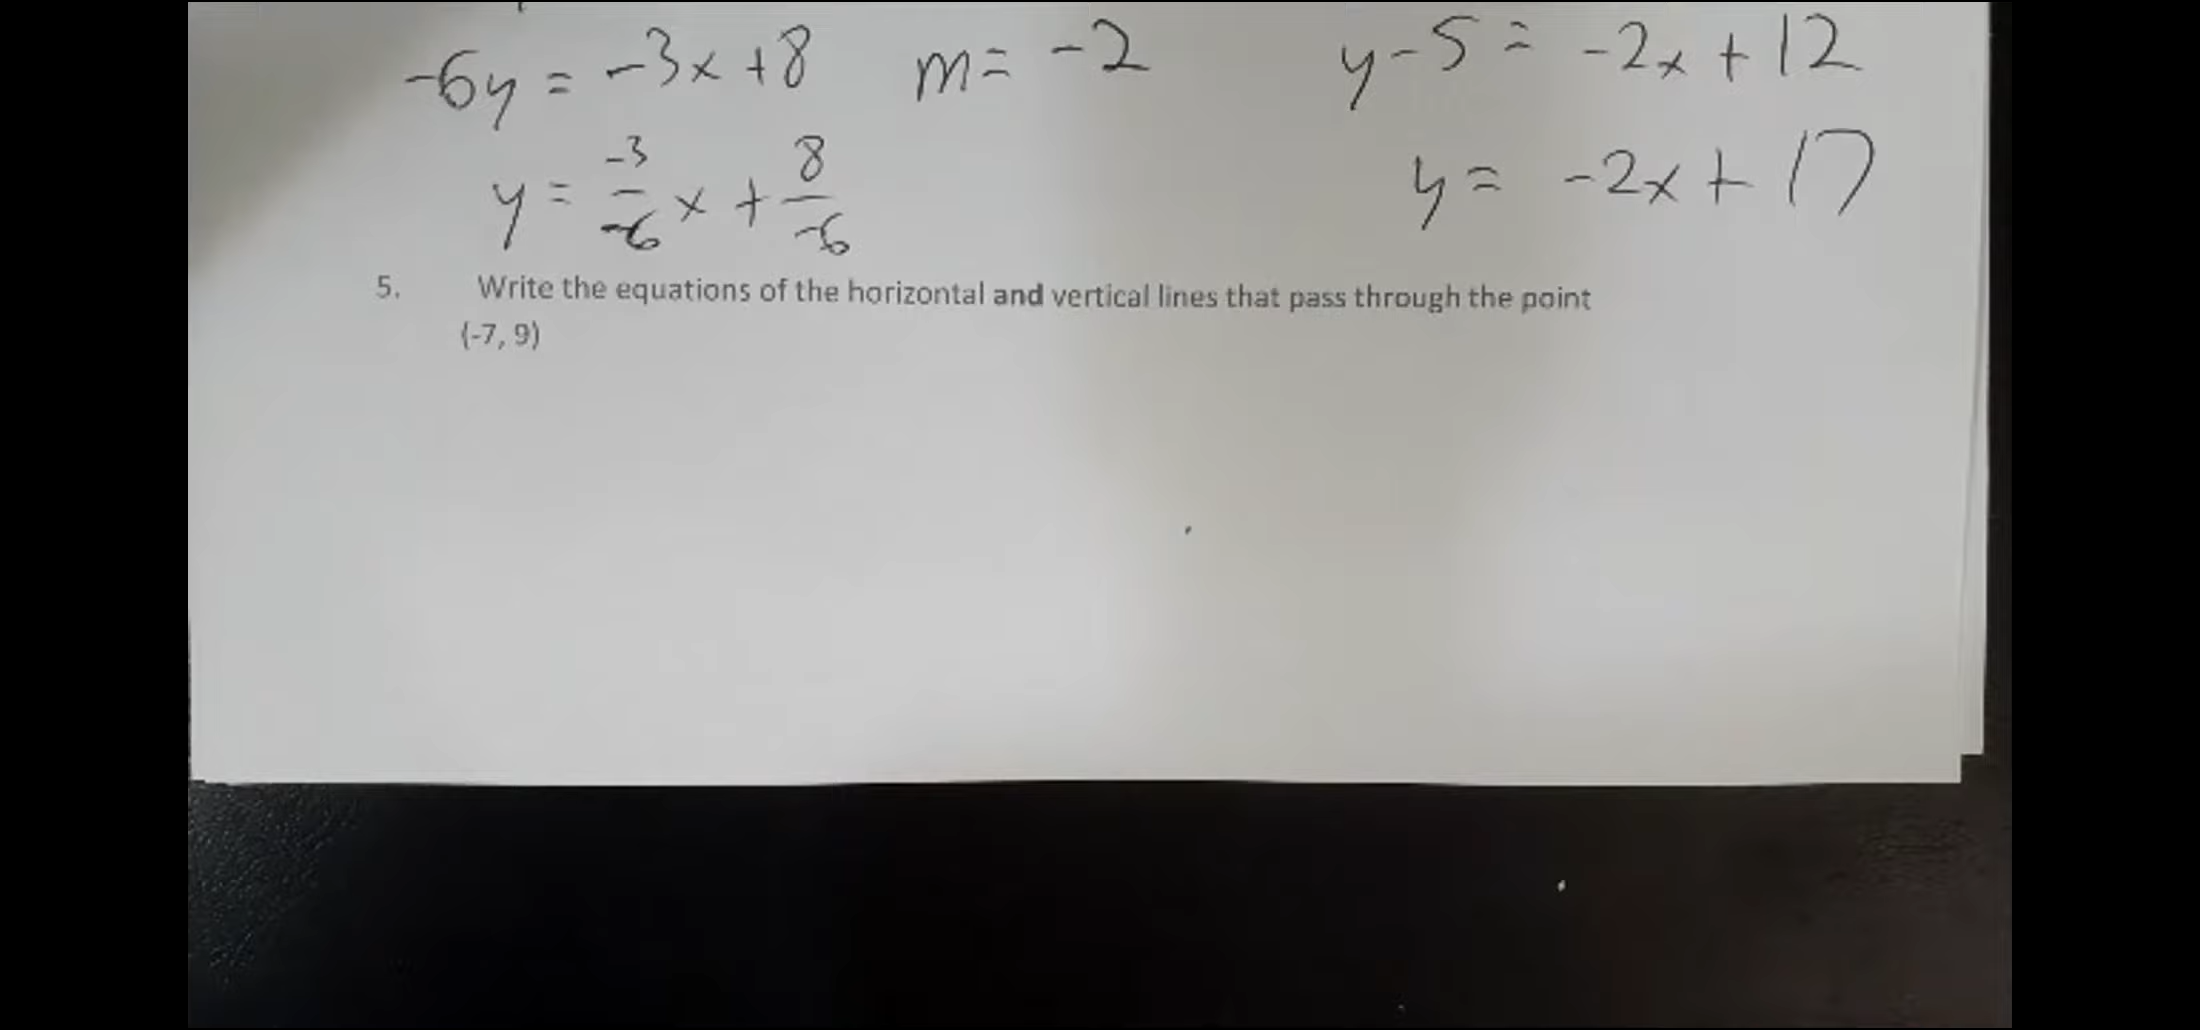 -6y = -3x + 8 m = -2 y - 5 = -2x + 12
y = -3/-6 x + 8/-6 y = -2x + 17
5. Write the equations of the horizontal and vertical lines that pass through the point
(-7, 9)